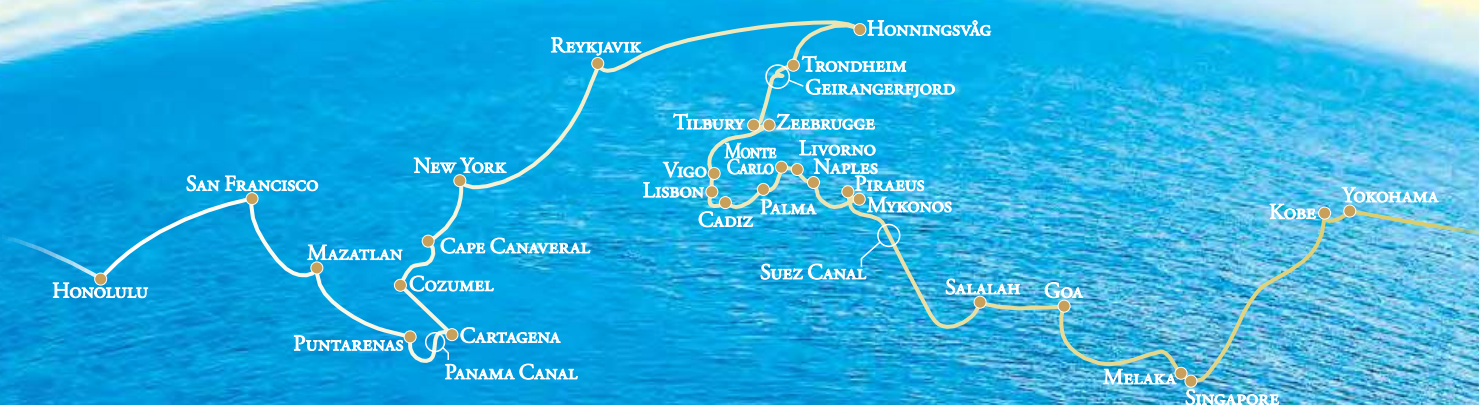 Honningsvåg
Reykjavik
Trondheim
Geirangerfjord
Tilbury
Zeebrugge
Monte
Carlo
Livorno
Naples
New York
Vigo
San Francisco
Lisbon
Piraeus
Mykonos
Yokohama
Kobe
Palma
Cadiz
Cape Canaveral
Mazatlan
Suez Canal
Cozumel
Honolulu
Salalah
Goa
Cartagena
Puntarenas
Panama Canal
Melaka
Singapore